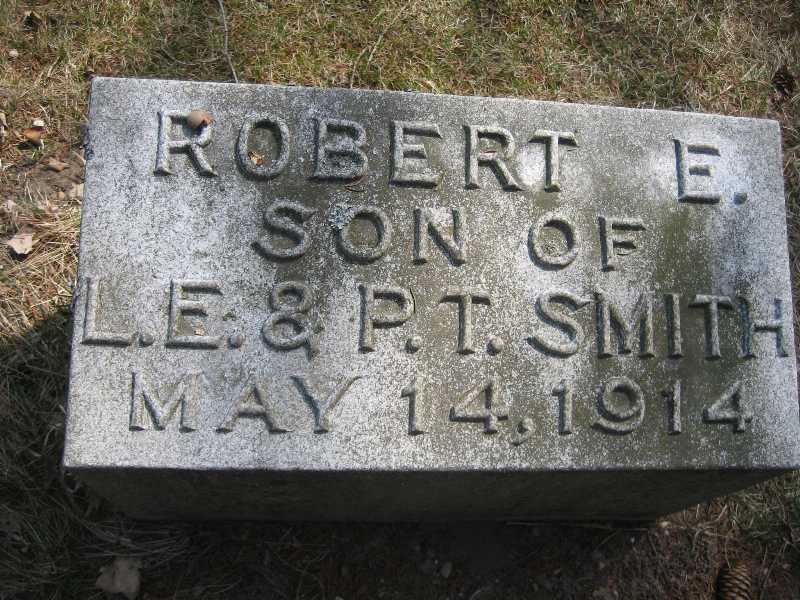 ROBERT E.
SON OF
L.E. & P.T. SMITH
MAY 14, 1914